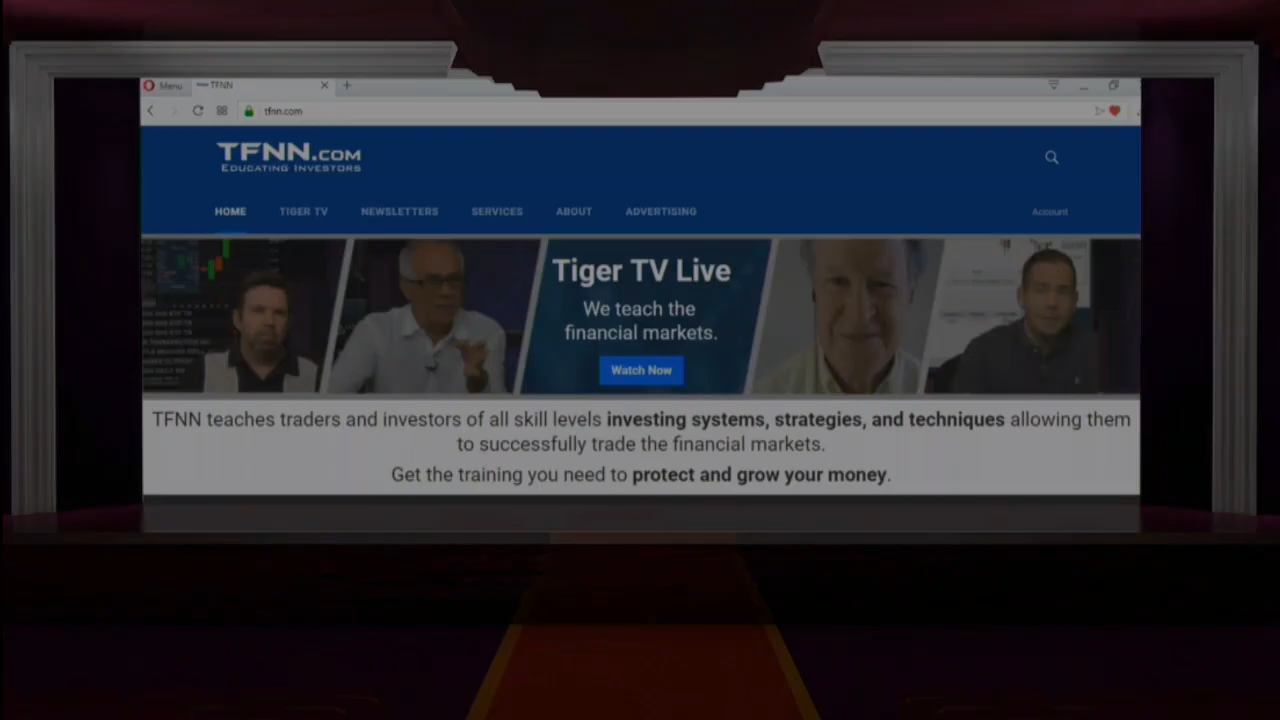 Menu
TFNN
tfnn.com
TFNN.COM
EDUCATING INVESTORS
HOME TIGER TV NEWSLETTERS SERVICES ABOUT ADVERTISING Account
Tiger TV Live
We teach the
financial markets.
Watch Now
TFNN teaches traders and investors of all skill levels investing systems, strategies, and techniques allowing them
to successfully trade the financial markets.
Get the training you need to protect and grow your money.